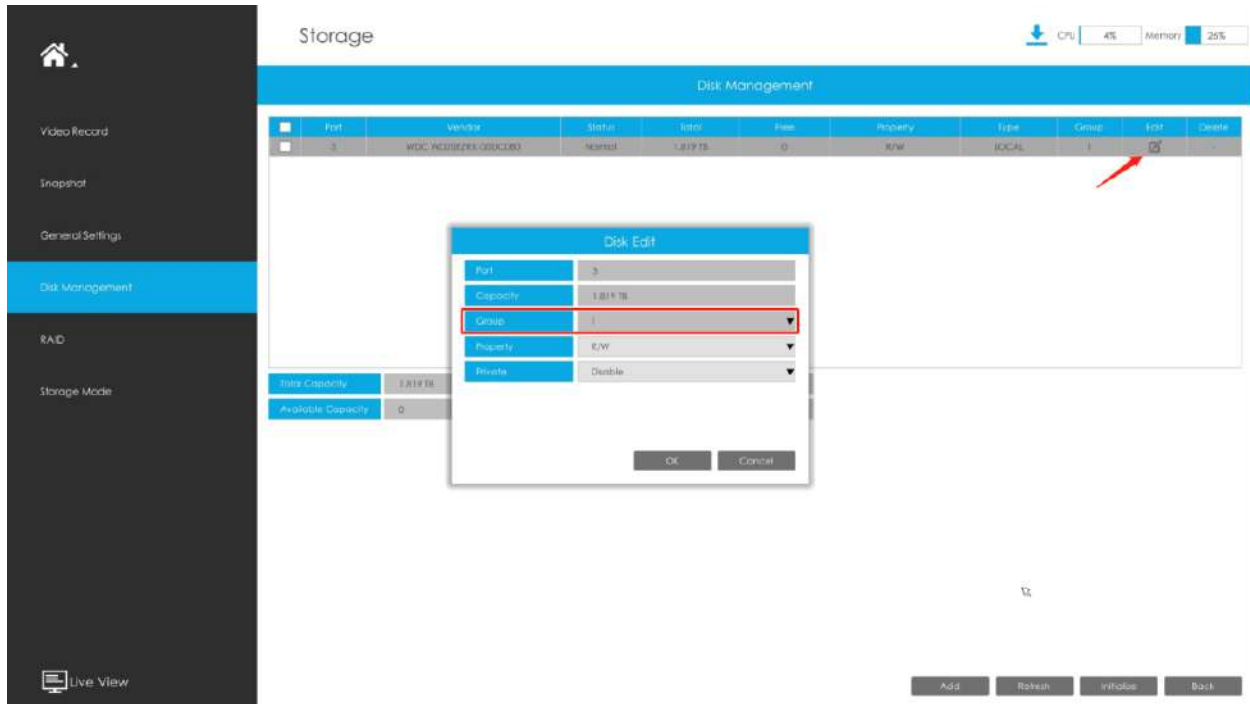 Storage
CPU 4% Memory 25%
Disk Management
Video Record
Snapshot
General Settings
Disk Management
RAID
Storage Mode
Live View
Port Vendor Status Total Free Property Type Group Edit Delete
3 WDC Normal 1.819 TB 0 R/W LOCAL 1 -
Disk Edit
Port 3
Capacity 1.819 TB
Group 1
Property R/W
Private Disable
OK Cancel
Total Capacity 1.819 TB
Available Capacity 0
Add Refresh Initialize Back